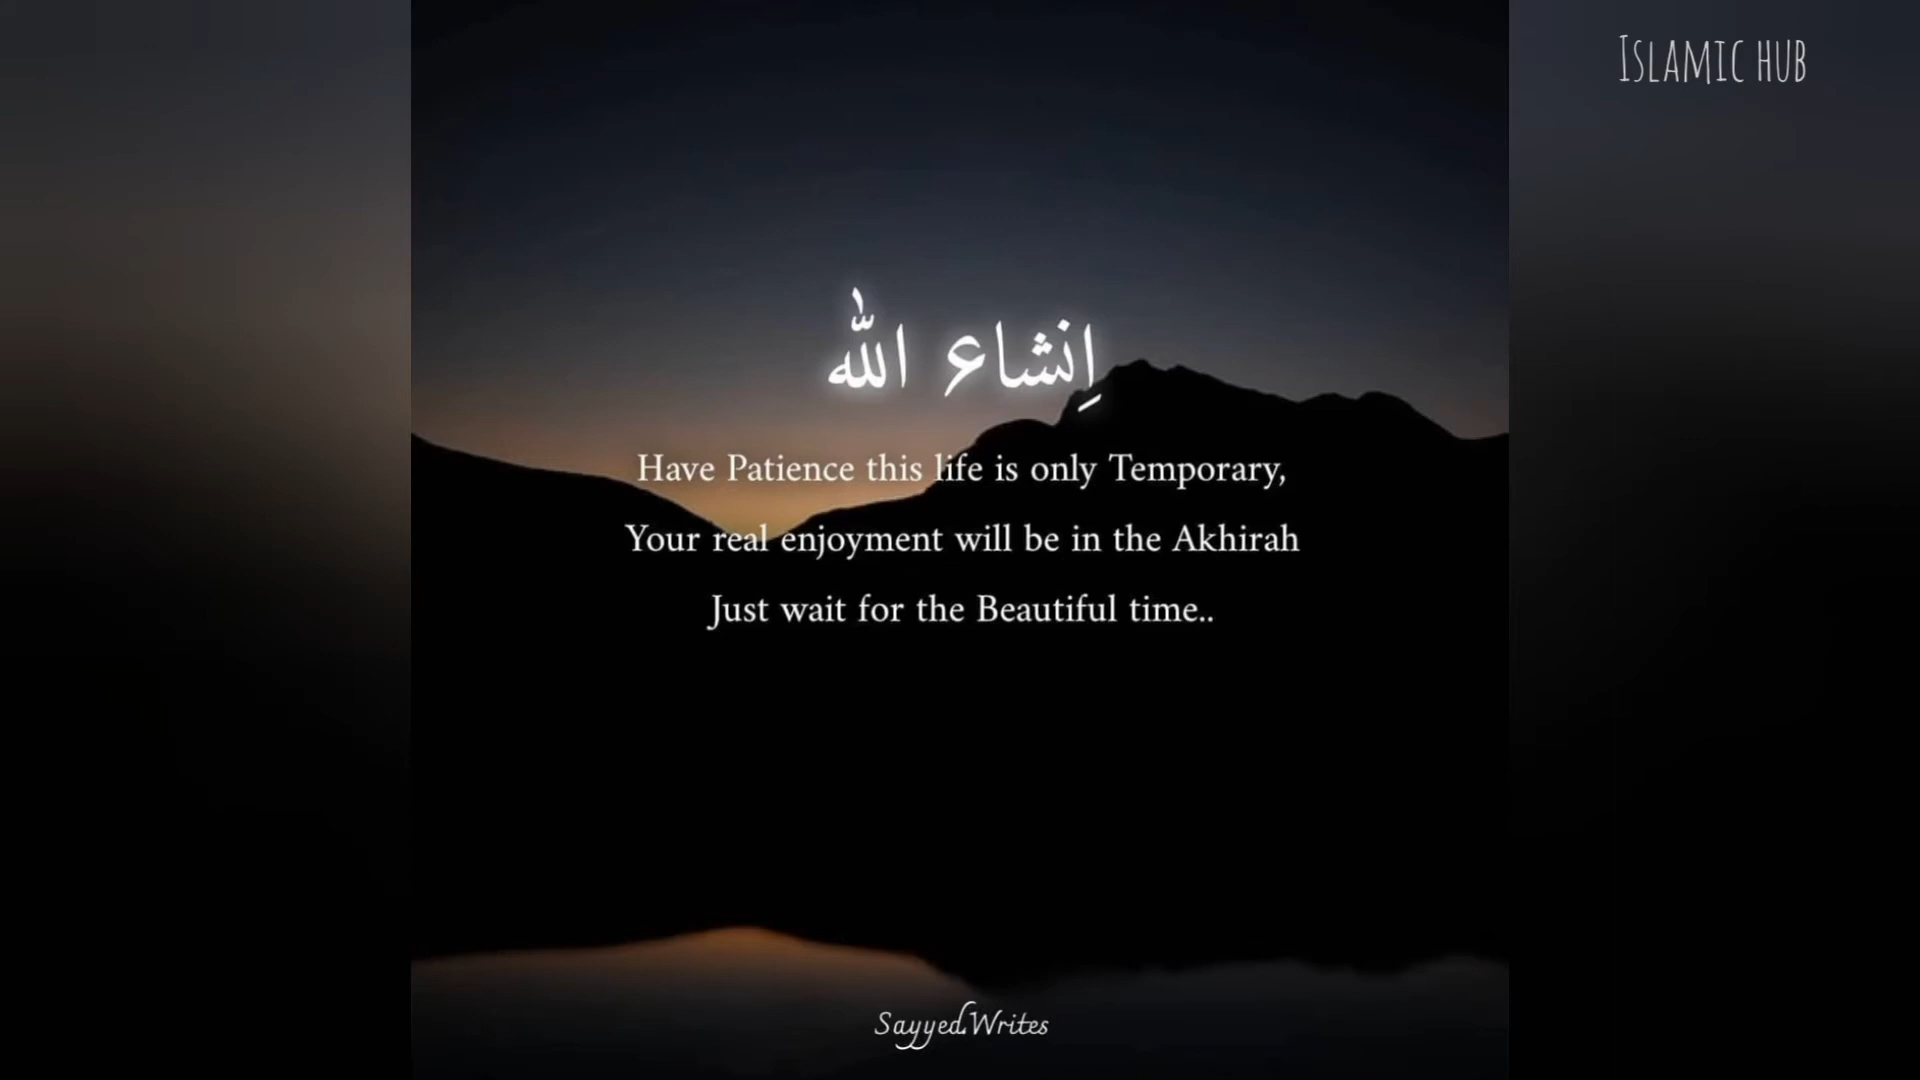 Islamic hub
اِنشاء اللّٰه
Have Patience this life is only Temporary,
Your real enjoyment will be in the Akhirah
Just wait for the Beautiful time..
Sayyed.Writes